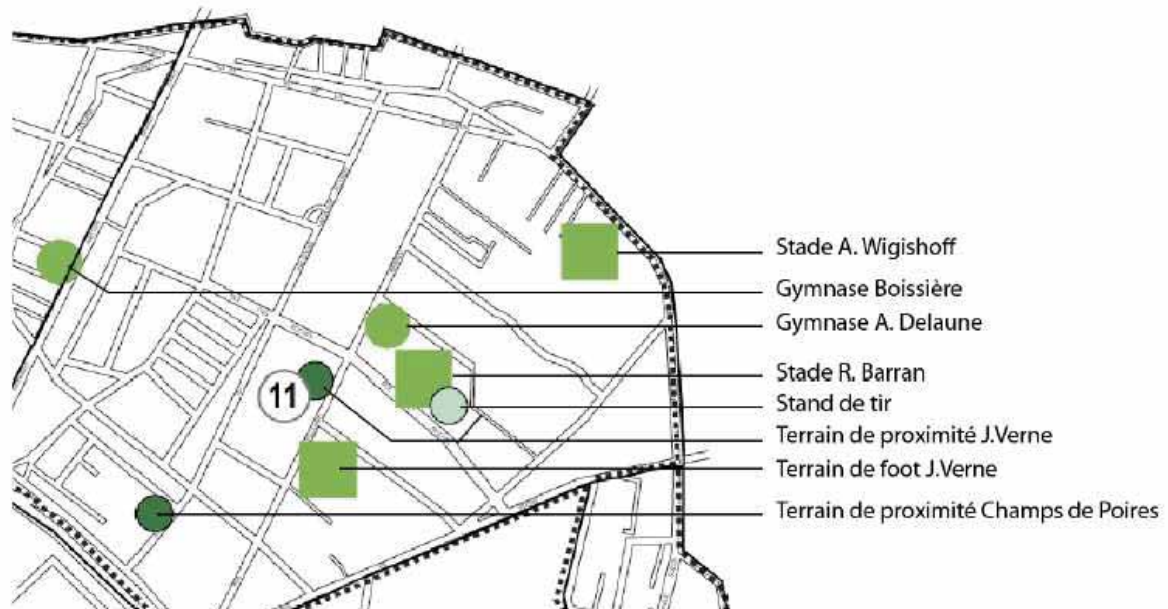 Stade A. Wigishoff
Gymnase Boissière
Gymnase A. Delaune
Stade R. Barran
Stand de tir
11
Terrain de proximité J.Verne
Terrain de foot J.Verne
Terrain de proximité Champs de Poires